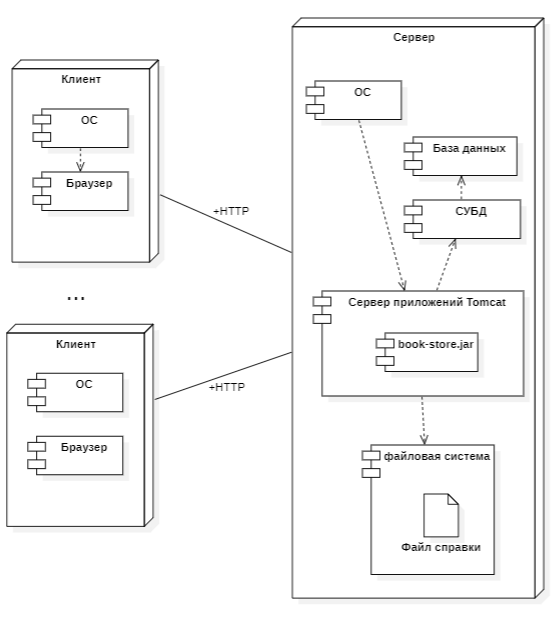 Клиент
ОС
Браузер
+HTTP
...
Клиент
ОС
Браузер
+HTTP
Сервер
ОС
База данных
СУБД
Сервер приложений Tomcat
book-store.jar
файловая система
Файл справки